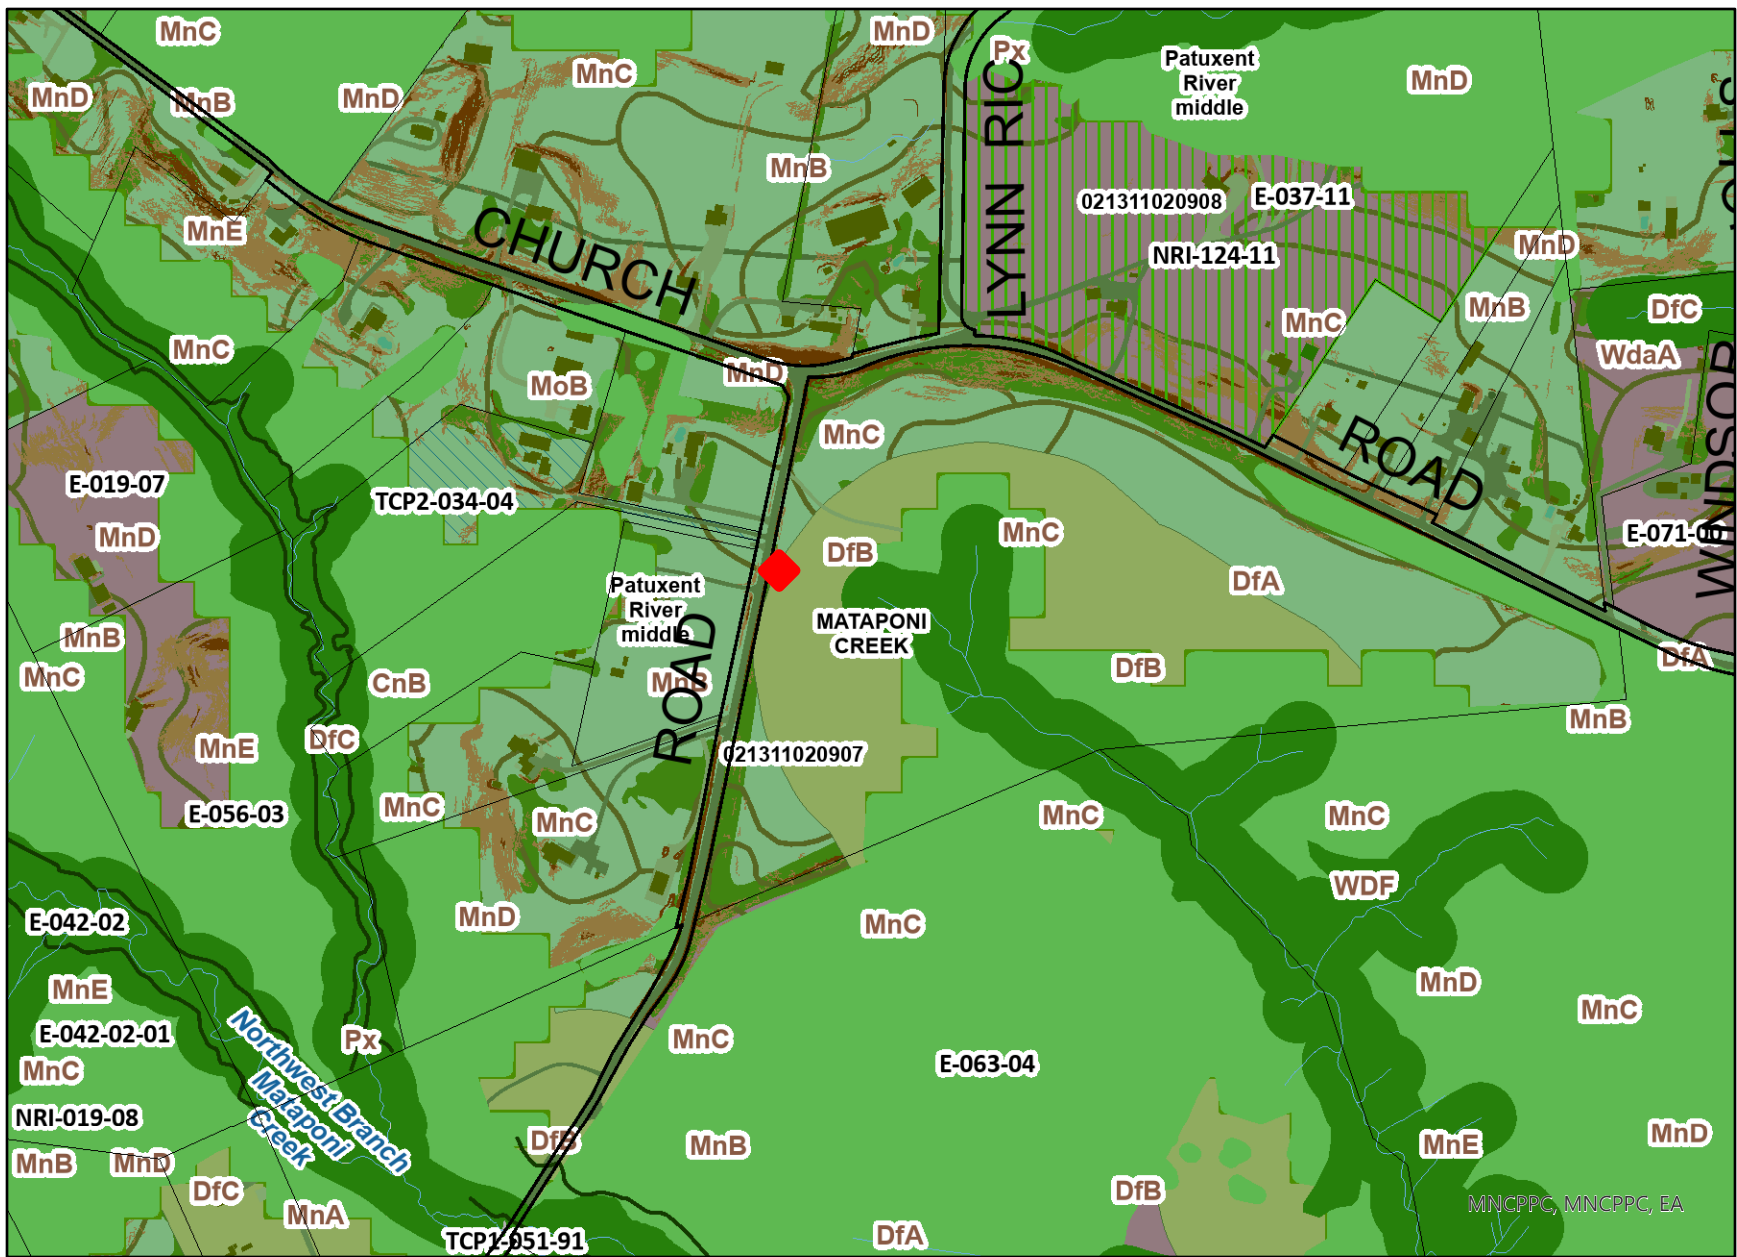 MnC
MnD
Px
MnC
Patuxent
River
middle
MnD
MnD
MnB
MnD
LYNN RIC
MnB
021311020908
E-037-11
MnE
CHURCH
MnD
NRI-124-11
MnB
DfC
MnC
MnC
WdaA
MnD
MoB
WINDSOR
MnC
ROAD
E-019-07
TCP2-034-04
MnD
MnC
E-071-00
DfB
DfA
Patuxent
River
middle
MATAPONI
CREEK
MnB
MnC
CnB
MnB
ROAD
DfB
DfA
MnB
DfC
MnE
021311020907
E-056-03
MnC
MnC
MnC
MnC
WDF
E-042-02
MnD
MnC
MnE
MnD
MnC
E-042-02-01
Px
MnC
MnC
Northwest Branch
Mataponi
Creek
E-063-04
NRI-019-08
MnB
MnD
DfB
MnB
MnE
MnD
DfC
MnA
DfB
MNCPPC, MNCPPC, EA
TCP1-051-91
DfA